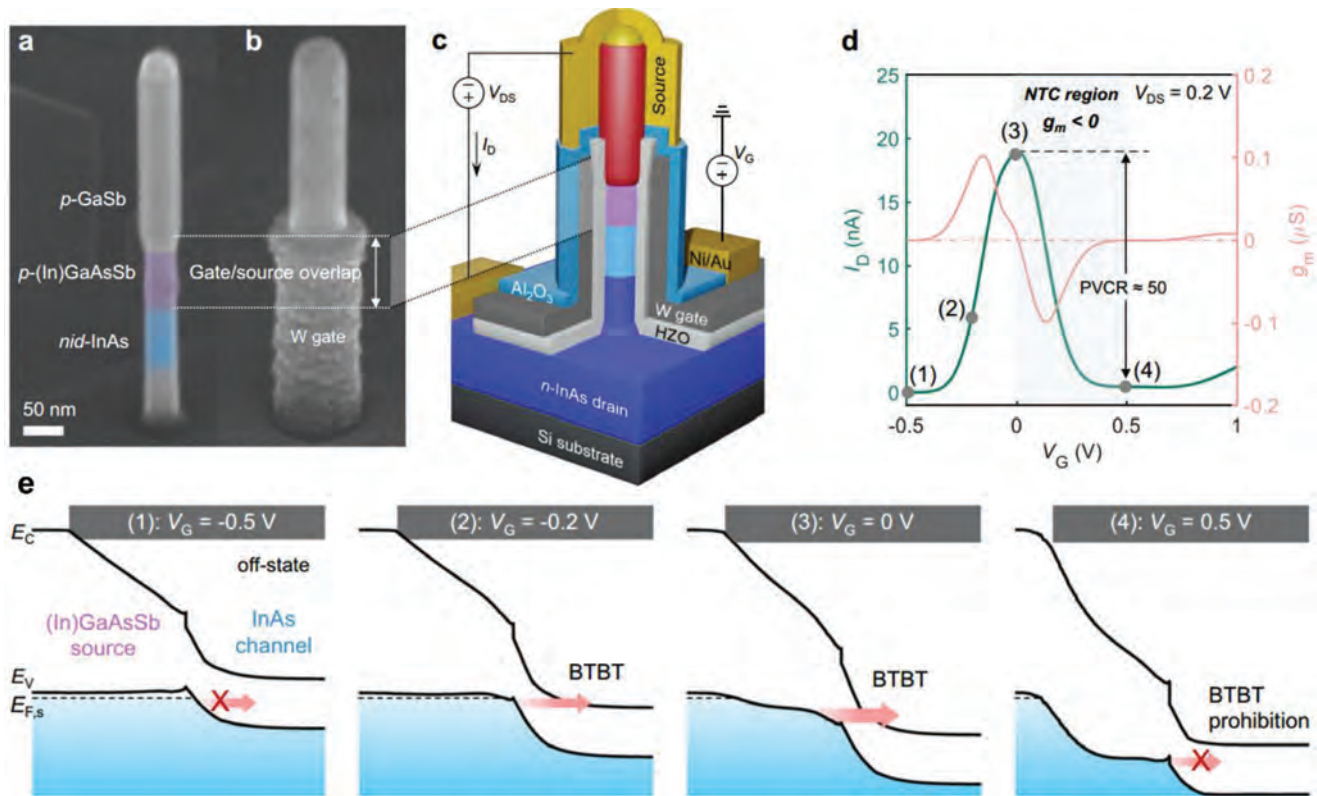 a
b
p-GaSb
p-(In)GaAsSb
nid-InAs
50 nm
Gate/source overlap
W gate
c
V_DS
I_D
Source
V_G
Ni/Au
Al₂O₃
W gate
HZO
n-InAs drain
Si substrate
d
NTC region
g_m < 0
V_DS = 0.2 V
(3)
(2)
(1)
(4)
PVCR ≈ 50
25
20
15
10
5
0
I_D (nA)
-0.5
0
0.5
1
V_G (V)
0.2
0.1
0
-0.1
-0.2
g_m (μS)
e
(1): V_G = -0.5 V
E_C
off-state
(In)GaAsSb
source
InAs
channel
E_V
E_F,s
X
(2): V_G = -0.2 V
BTBT
(3): V_G = 0 V
BTBT
(4): V_G = 0.5 V
BTBT
prohibition
X